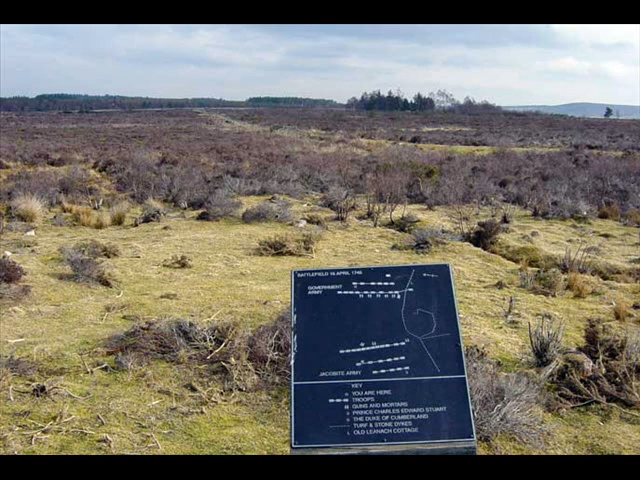 BATTLEFIELD 16 APRIL 1746
GOVERNMENT
ARMY
JACOBITE ARMY
KEY
YOU ARE HERE
TROOPS
GUNS AND MORTARS
PRINCE CHARLES EDWARD STUART
THE DUKE OF CUMBERLAND
TURF & STONE DYKES
OLD LEANACH COTTAGE